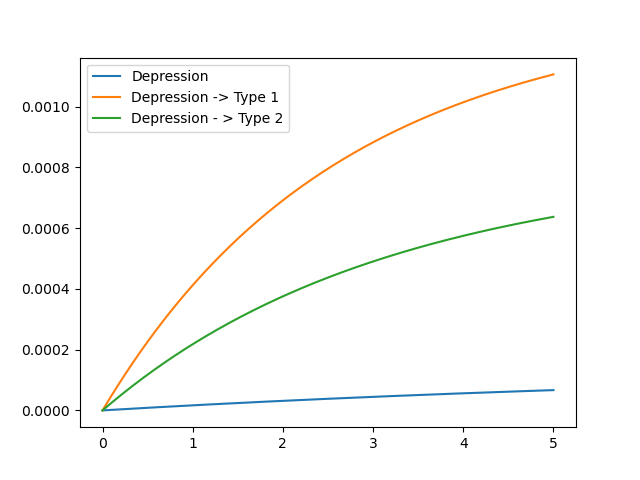 Depression
Depression -> Type 1
Depression - > Type 2
0.0010
0.0008
0.0006
0.0004
0.0002
0.0000
0 1 2 3 4 5